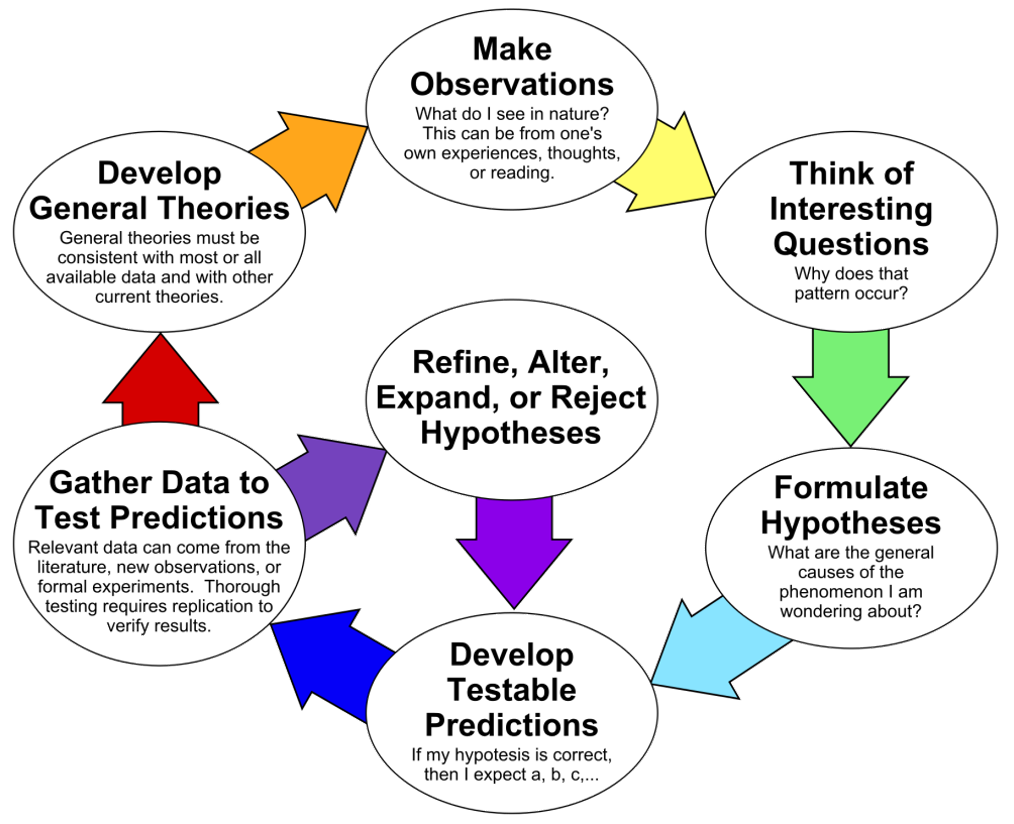 Make
Observations
What do I see in nature?
This can be from one's
own experiences, thoughts,
or reading.
Think of
Interesting
Questions
Why does that
pattern occur?
Formulate
Hypotheses
What are the general
causes of the
phenomenon I am
wondering about?
Develop
Testable
Predictions
If my hypotesis is correct,
then I expect a, b, c,...
Gather Data to
Test Predictions
Relevant data can come from the
literature, new observations, or
formal experiments.  Thorough
testing requires replication to
verify results.
Refine, Alter,
Expand, or Reject
Hypotheses
Develop
General Theories
General theories must be
consistent with most or all
available data and with other
current theories.